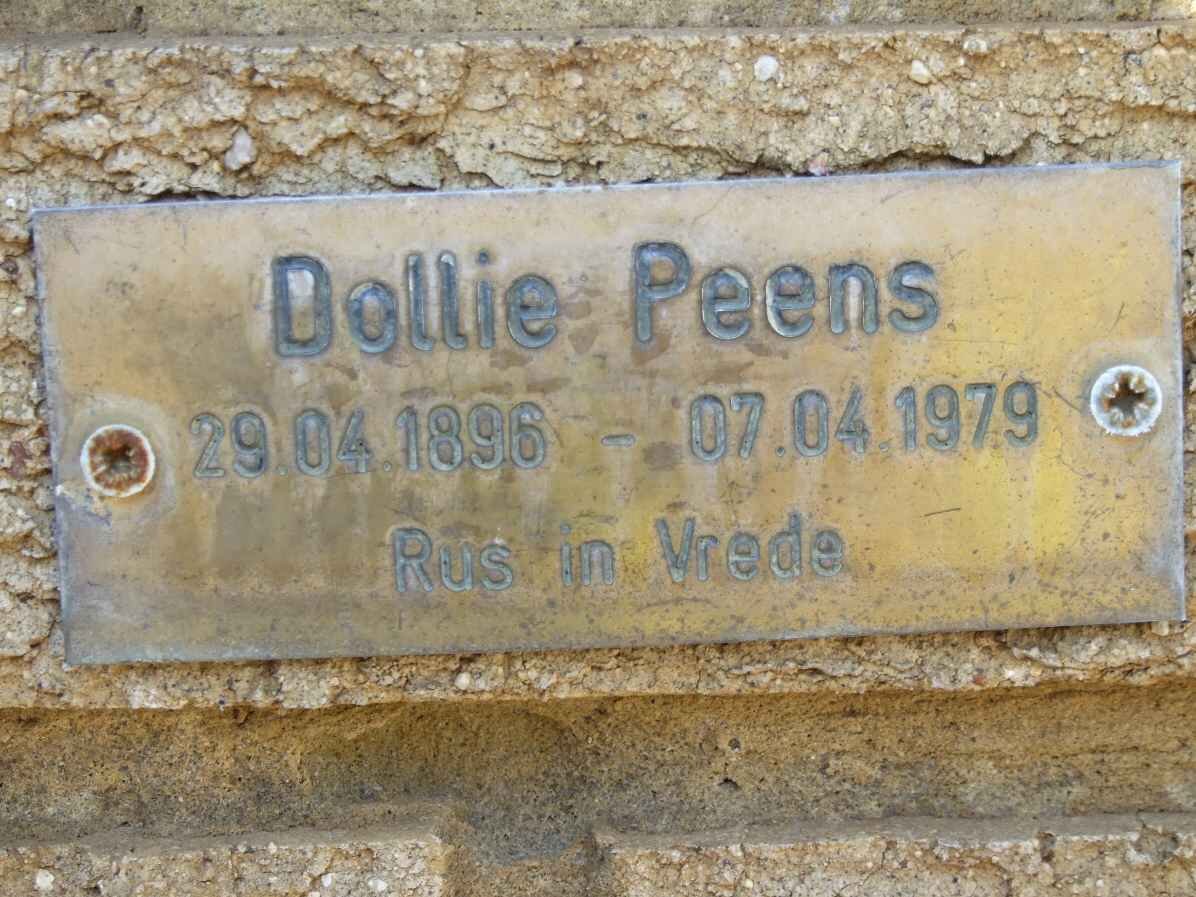 Dollie Peens
29.04.1896 - 07.04.1979
Rus in Vrede